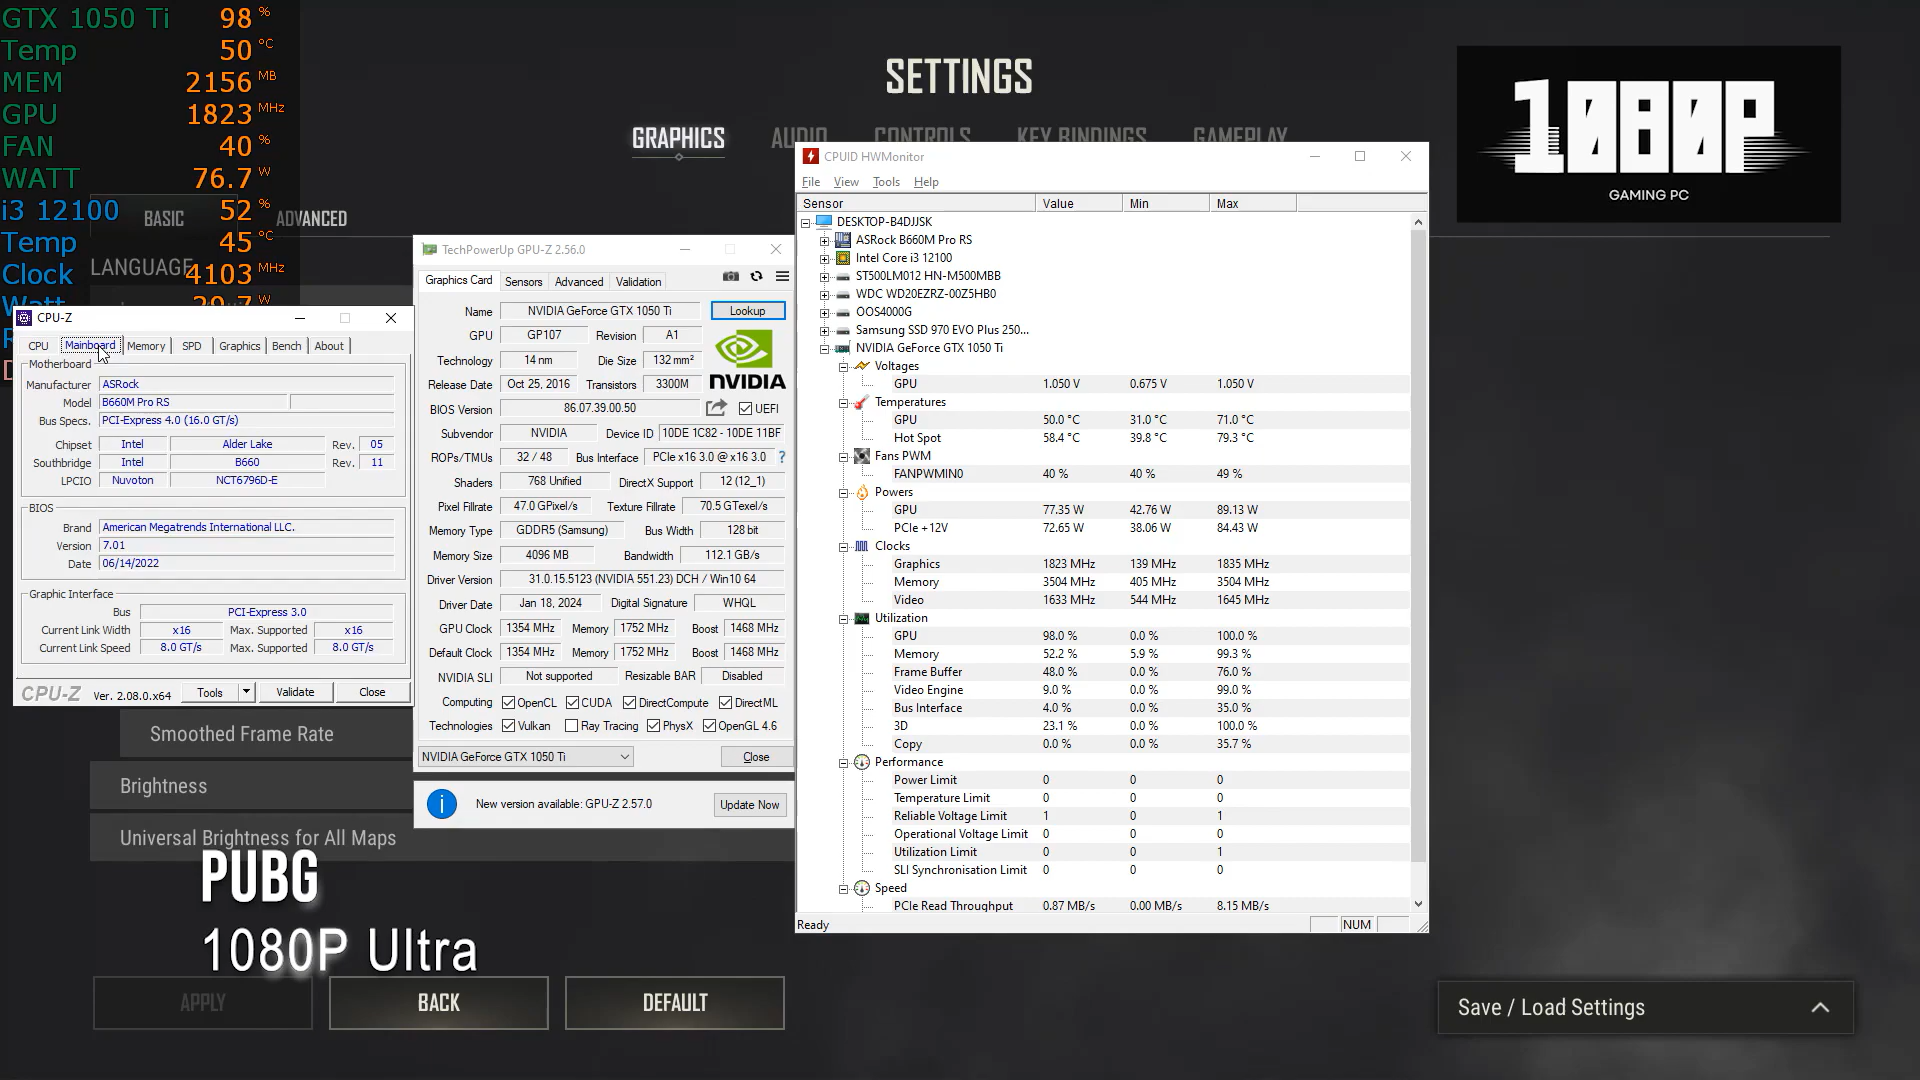 GTX 1050 Ti 98 %
Temp 50 °C
MEM 2156 MB
GPU 1823 MHz
FAN 40 %
WATT 76.7 W
i3 12100 52 %
Temp 45 °C
Clock 4103 MHz
SETTINGS
GRAPHICS AUDIO CONTROLS KEY BINDINGS GAMEPLAY
1080P
GAMING PC
BASIC ADVANCED
LANGUAGE
CPU-Z
CPU Mainboard Memory SPD Graphics Bench About
Motherboard
Manufacturer ASRock
Model B660M Pro RS
Bus Specs. PCI-Express 4.0 (16.0 GT/s)
Chipset Intel Alder Lake Rev. 05
Southbridge Intel B660 Rev. 11
LPCIO Nuvoton NCT6796D-E
BIOS
Brand American Megatrends International LLC.
Version 7.01
Date 06/14/2022
Graphic Interface
Bus PCI-Express 3.0
Current Link Width x16 Max. Supported x16
Current Link Speed 8.0 GT/s Max. Supported 8.0 GT/s
CPU-Z Ver. 2.08.0.x64 Tools Validate Close
TechPowerUp GPU-Z 2.56.0
Graphics Card Sensors Advanced Validation
Name NVIDIA GeForce GTX 1050 Ti Lookup
GPU GP107 Revision A1
Technology 14 nm Die Size 132 mm²
NVIDIA
Release Date Oct 25, 2016 Transistors 3300M
BIOS Version 86.07.39.00.50 UEFI
Subvendor NVIDIA Device ID 10DE 1C82 - 10DE 11BF
ROPs/TMUs 32 / 48 Bus Interface PCIe x16 3.0 @ x16 3.0 ?
Shaders 768 Unified DirectX Support 12 (12_1)
Pixel Fillrate 47.0 GPixel/s Texture Fillrate 70.5 GTexel/s
Memory Type GDDR5 (Samsung) Bus Width 128 bit
Memory Size 4096 MB Bandwidth 112.1 GB/s
Driver Version 31.0.15.5123 (NVIDIA 551.23) DCH / Win10 64
Driver Date Jan 18, 2024 Digital Signature WHQL
GPU Clock 1354 MHz Memory 1752 MHz Boost 1468 MHz
Default Clock 1354 MHz Memory 1752 MHz Boost 1468 MHz
NVIDIA SLI Not supported Resizable BAR Disabled
Computing OpenCL CUDA DirectCompute DirectML
Technologies Vulkan Ray Tracing PhysX OpenGL 4.6
NVIDIA GeForce GTX 1050 Ti Close
New version available: GPU-Z 2.57.0 Update Now
CPUID HWMonitor
File View Tools Help
Sensor Value Min Max
DESKTOP-B4DJJSK
ASRock B660M Pro RS
Intel Core i3 12100
ST500LM012 HN-M500MBB
WDC WD20EZRZ-00Z5HB0
OOS4000G
Samsung SSD 970 EVO Plus 250...
NVIDIA GeForce GTX 1050 Ti
Voltages
GPU 1.050 V 0.675 V 1.050 V
Temperatures
GPU 50.0 °C 31.0 °C 71.0 °C
Hot Spot 58.4 °C 39.8 °C 79.3 °C
Fans PWM
FANPWMIN0 40 % 40 % 49 %
Powers
GPU 77.35 W 42.76 W 89.13 W
PCIe +12V 72.65 W 38.06 W 84.43 W
Clocks
Graphics 1823 MHz 139 MHz 1835 MHz
Memory 3504 MHz 405 MHz 3504 MHz
Video 1633 MHz 544 MHz 1645 MHz
Utilization
GPU 98.0 % 0.0 % 100.0 %
Memory 52.2 % 5.9 % 99.3 %
Frame Buffer 48.0 % 0.0 % 76.0 %
Video Engine 9.0 % 0.0 % 99.0 %
Bus Interface 4.0 % 0.0 % 35.0 %
3D 23.1 % 0.0 % 100.0 %
Copy 0.0 % 0.0 % 35.7 %
Performance
Power Limit 0 0 0
Temperature Limit 0 0 0
Reliable Voltage Limit 1 0 1
Operational Voltage Limit 0 0 0
Utilization Limit 0 0 1
SLI Synchronisation Limit 0 0 0
Speed
PCIe Read Throughput 0.87 MB/s 0.00 MB/s 8.15 MB/s
Ready NUM
Smoothed Frame Rate
Brightness
Universal Brightness for All Maps
PUBG
1080P Ultra
APPLY BACK DEFAULT
Save / Load Settings